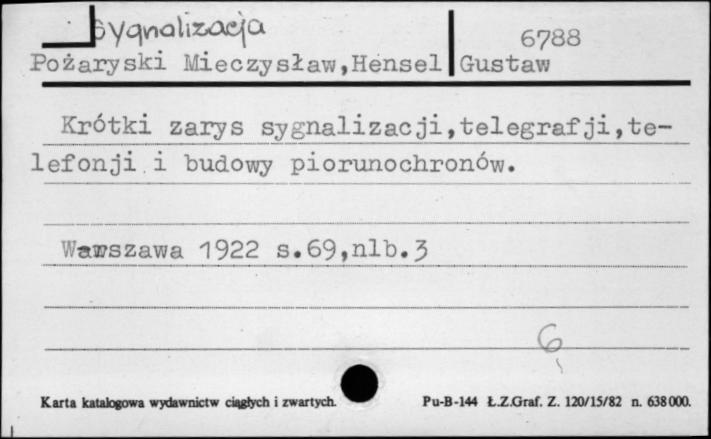 Sygnalizacja
6788
Pożaryski Mieczysław,Hensel Gustaw
Krótki zarys sygnalizacji,telegrafji,te-
lefonji i budowy piorunochronów.
Warszawa 1922 s.69,nlb.3
6
Karta katalogowa wydawnictw ciągłych i zwartych.
Pu-B-144 Ł.Z.Graf. Z. 120/15/82 n. 638000.